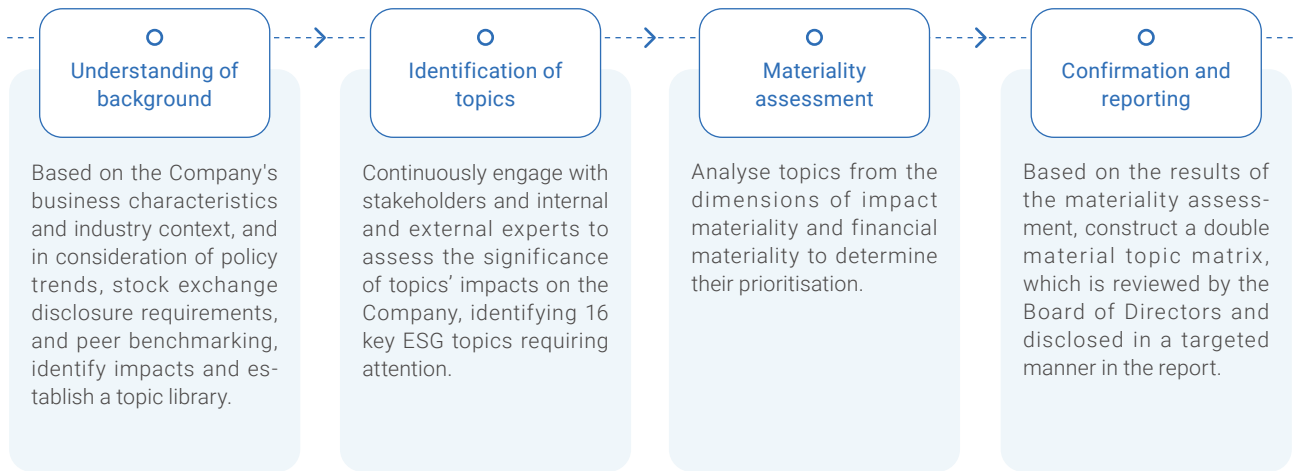 Understanding of
background
Based on the Company's
business characteristics
and industry context, and
in consideration of policy
trends, stock exchange
disclosure requirements,
and peer benchmarking,
identify impacts and es-
tablish a topic library.
Identification of
topics
Continuously engage with
stakeholders and internal
and external experts to
assess the significance
of topics’ impacts on the
Company, identifying 16
key ESG topics requiring
attention.
Materiality
assessment
Analyse topics from the
dimensions of impact
materiality and financial
materiality to determine
their prioritisation.
Confirmation and
reporting
Based on the results of
the materiality assess-
ment, construct a double
material topic matrix,
which is reviewed by the
Board of Directors and
disclosed in a targeted
manner in the report.